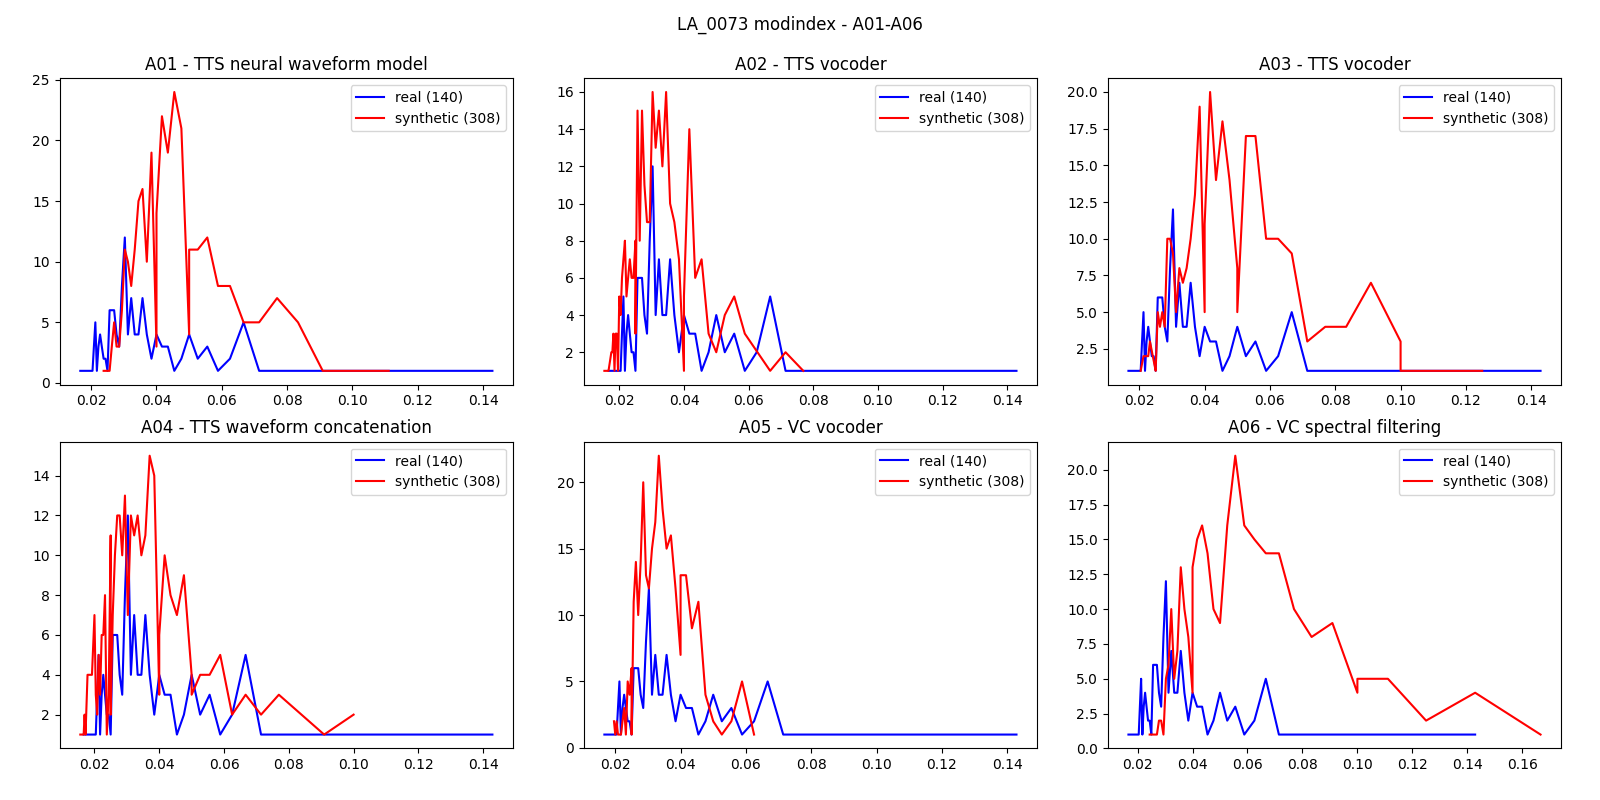 LA_0073 modindex - A01-A06
A01 - TTS neural waveform model
25
20
15
10
5
0
real (140)
synthetic (308)
0.02 0.04 0.06 0.08 0.10 0.12 0.14
A02 - TTS vocoder
16
14
12
10
8
6
4
2
real (140)
synthetic (308)
0.02 0.04 0.06 0.08 0.10 0.12 0.14
A03 - TTS vocoder
20.0
17.5
15.0
12.5
10.0
7.5
5.0
2.5
real (140)
synthetic (308)
0.02 0.04 0.06 0.08 0.10 0.12 0.14
A04 - TTS waveform concatenation
14
12
10
8
6
4
2
real (140)
synthetic (308)
0.02 0.04 0.06 0.08 0.10 0.12 0.14
A05 - VC vocoder
20
15
10
5
0
real (140)
synthetic (308)
0.02 0.04 0.06 0.08 0.10 0.12 0.14
A06 - VC spectral filtering
20.0
17.5
15.0
12.5
10.0
7.5
5.0
2.5
0.0
real (140)
synthetic (308)
0.02 0.04 0.06 0.08 0.10 0.12 0.14 0.16